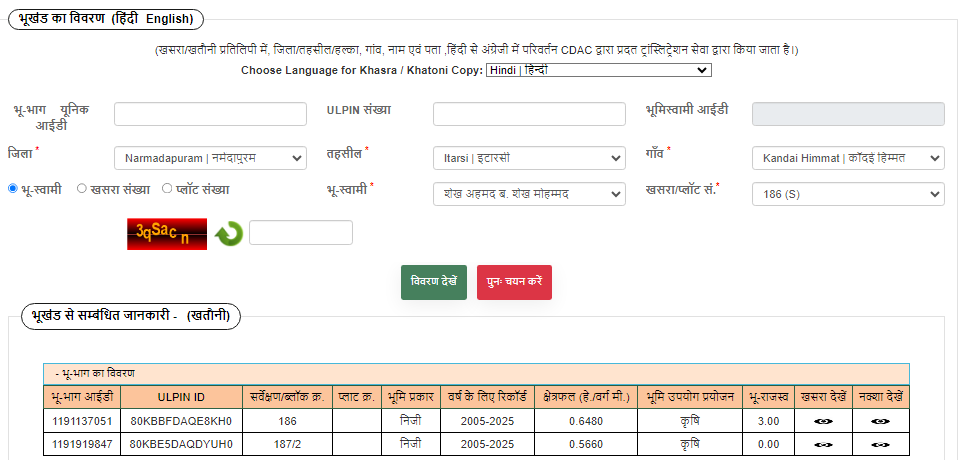 भूखंड का विवरण (हिंदी English)
(खसरा/खतौनी प्रतिलिपी में, जिला/तहसील/हल्का, गांव, नाम एवं पता ,हिंदी से अंग्रेजी में परिवर्तन CDAC द्वारा प्रदत ट्रांस्लिट्रेशन सेवा द्वारा किया जाता है।)
Choose Language for Khasra / Khatoni Copy: Hindi | हिन्दी
भू-भाग यूनिक आईडी ULPIN संख्या भूमिस्वामी आईडी
जिला * Narmadapuram | नर्मदापुरम तहसील * Itarsi | इटारसी गाँव * Kandai Himmat | कॉदई हिम्मत
भू-स्वामी खसरा संख्या प्लॉट संख्या भू-स्वामी * शेख अहमद ब. शेख मोहम्मद खसरा/प्लॉट सं.* 186 (S)
3qSacn
विवरण देखें पुनः चयन करें
भूखंड से सम्बंधित जानकारी - (खतौनी)
- भू-भाग का विवरण
भू-भाग आईडी ULPIN ID सर्वेक्षण/ब्लॉक क्र. प्लाट क्र. भूमि प्रकार वर्ष के लिए रिकॉर्ड क्षेत्रफल (हे./वर्ग मी.) भूमि उपयोग प्रयोजन भू-राजस्व खसरा देखें नक्शा देखें
1191137051 80KBBFDAQE8KH0 186 निजी 2005-2025 0.6480 कृषि 3.00
1191919847 80KBE5DAQDYUH0 187/2 निजी 2005-2025 0.5660 कृषि 0.00